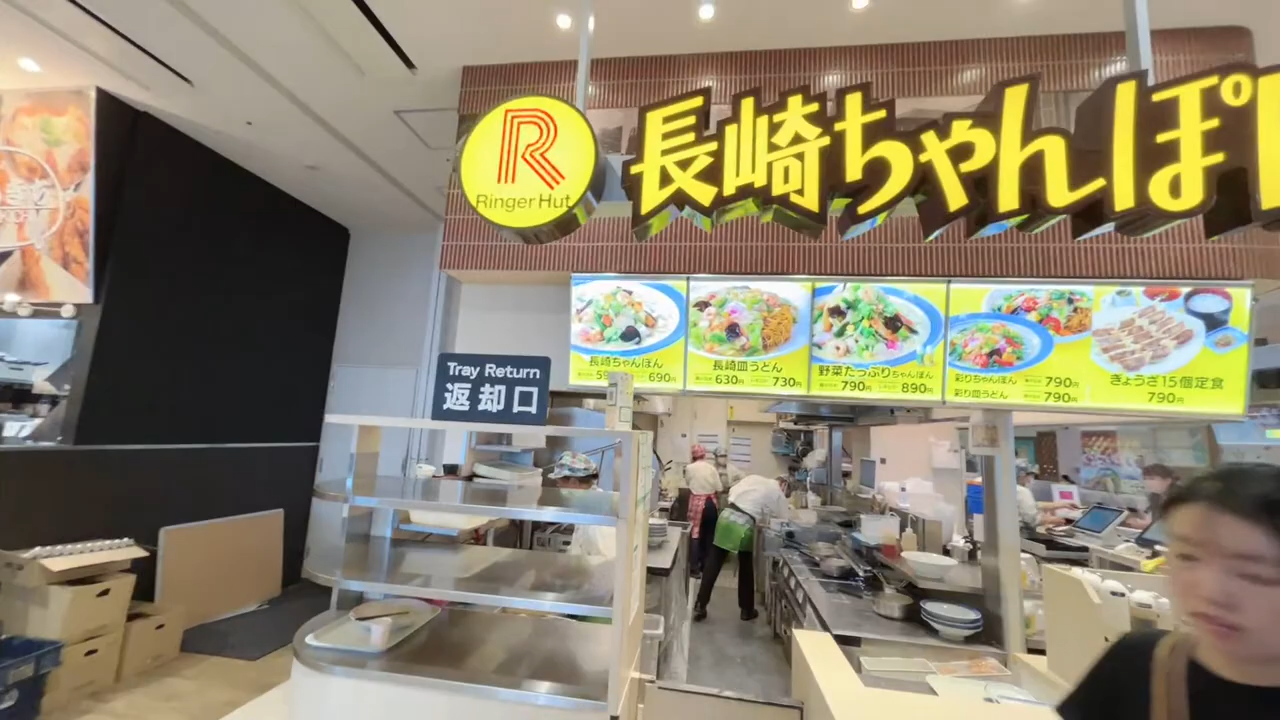 Ringer Hut
長崎ちゃんぽ
Tray Return
返却口
長崎ちゃんぽん
690円
長崎皿うどん
630円
730円
野菜たっぷりちゃんぽん
790円
890円
彩りちゃんぽん
790円
彩り皿うどん
790円
ぎょうざ15個定食
790円